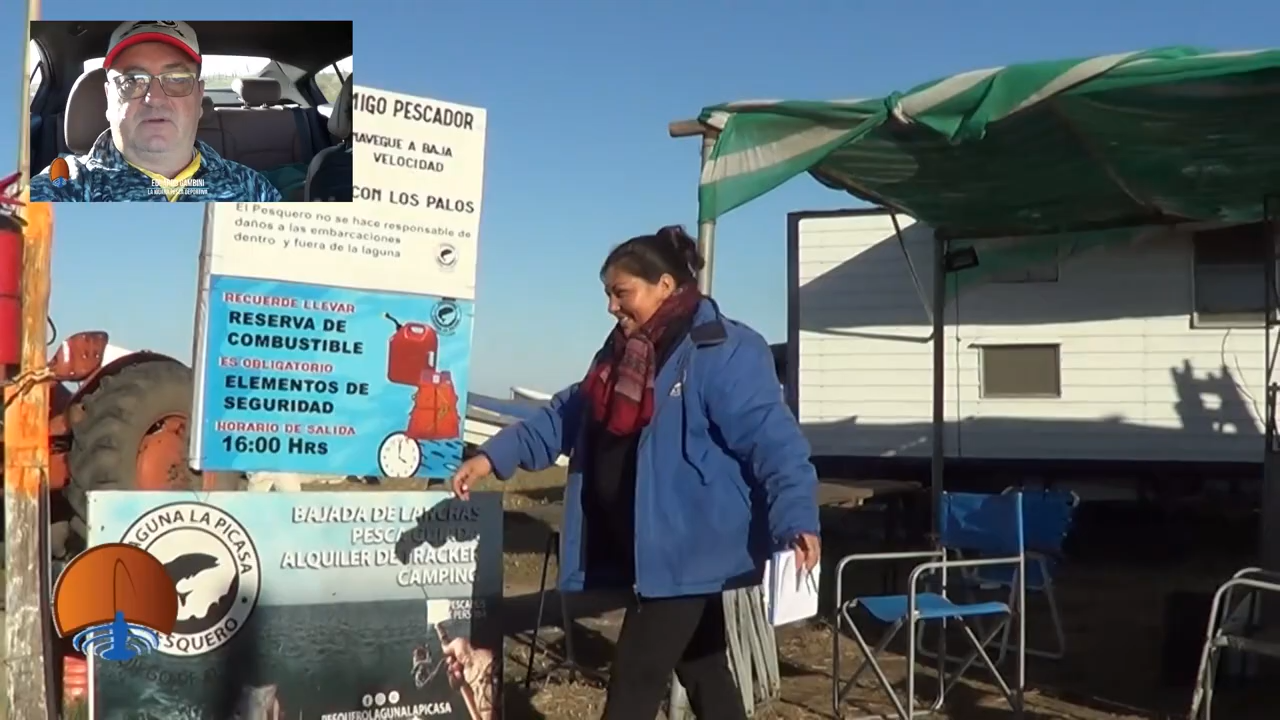 MIGO PESCADOR
NAVEGUE A BAJA
VELOCIDAD
CON LOS PALOS
El Pesquero no se hace responsable de
daños a las embarcaciones
dentro y fuera de la laguna
RECUERDE LLEVAR
RESERVA DE
COMBUSTIBLE
ES OBLIGATORIO
ELEMENTOS DE
SEGURIDAD
HORARIO DE SALIDA
16:00 HRS
LAGUNA LA PICASA
PESQUERO
BAJADA DE LANCHAS
PESCA GUIADA
ALQUILER DE TRACKER
CAMPING
PESQUEROLAGUNALAPICASA